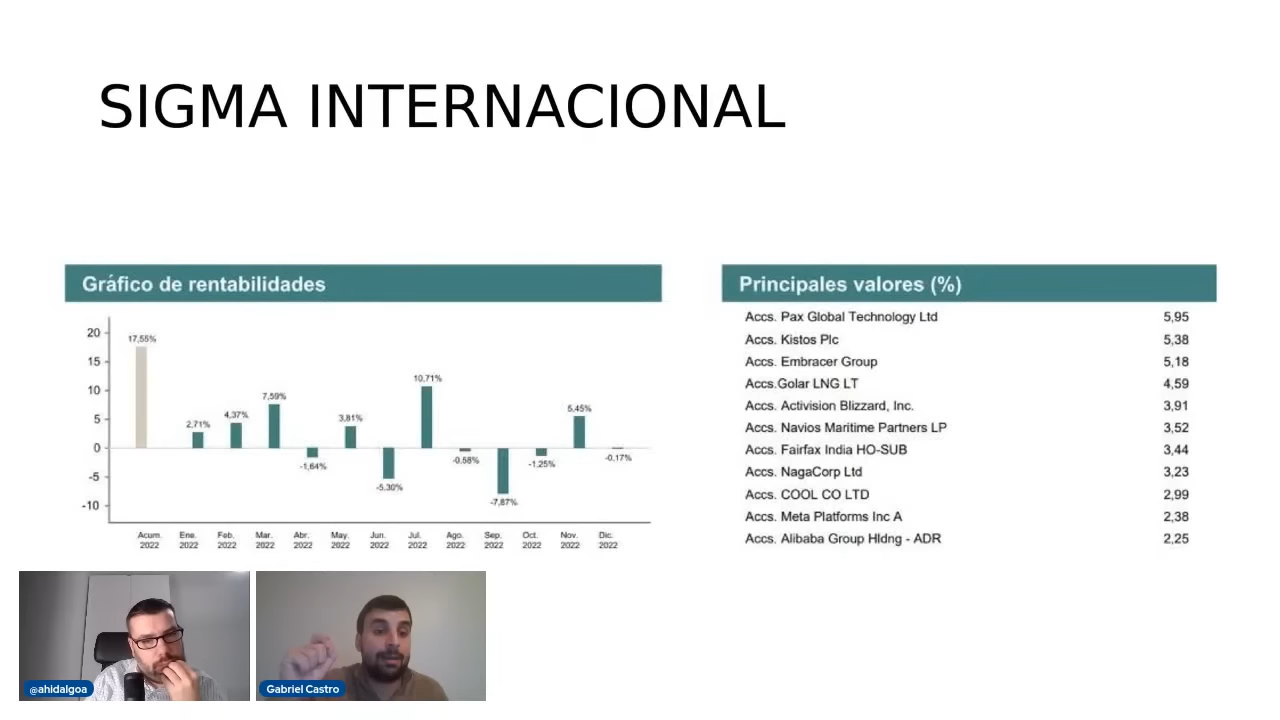 SIGMA INTERNACIONAL
Gráfico de rentabilidades
20
15
10
5
0
-5
-10
17,55%
2,71%
4,37%
7,59%
-1,64%
3,81%
-5,30%
10,71%
-0,58%
-7,87%
-1,25%
5,45%
-0,17%
Acum. 2022
Ene. 2022
Feb. 2022
Mar. 2022
Abr. 2022
May. 2022
Jun. 2022
Jul. 2022
Ago. 2022
Sep. 2022
Oct. 2022
Nov. 2022
Dic. 2022
Principales valores (%)
Accs. Pax Global Technology Ltd 5,95
Accs. Kistos Plc 5,38
Accs. Embracer Group 5,18
Accs.Golar LNG LT 4,59
Accs. Activision Blizzard, Inc. 3,91
Accs. Navios Maritime Partners LP 3,52
Accs. Fairfax India HO-SUB 3,44
Accs. NagaCorp Ltd 3,23
Accs. COOL CO LTD 2,99
Accs. Meta Platforms Inc A 2,38
Accs. Alibaba Group Hldng - ADR 2,25
@ahidalgoa
Gabriel Castro